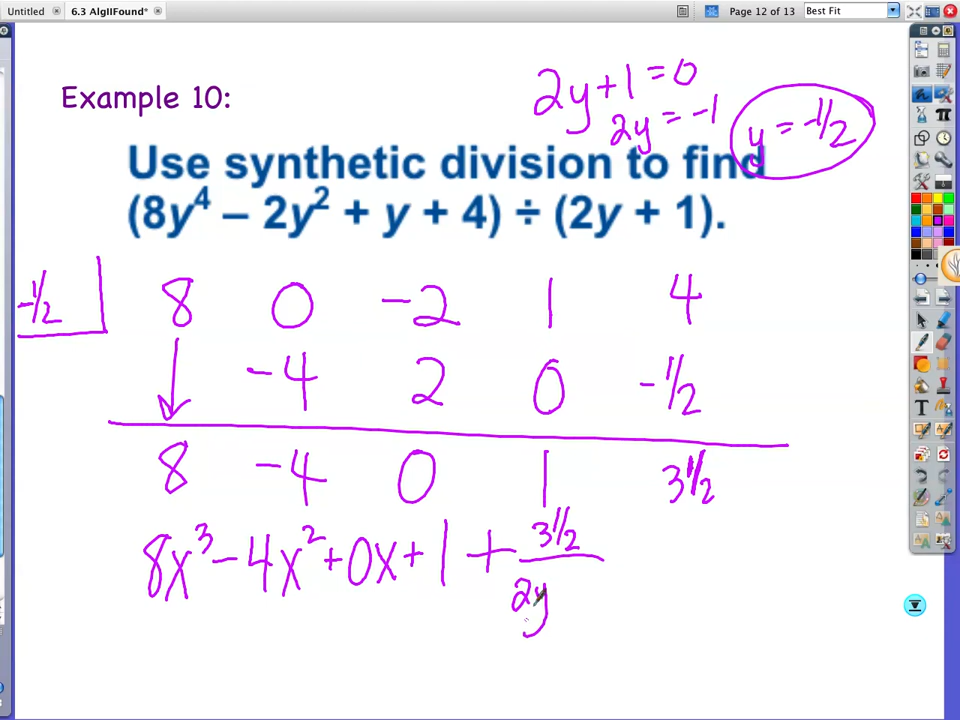 Untitled
6.3 AlgIIFound*
Page 12 of 13
Best Fit
Example 10:
2y+1=0
2y = -1
y = -1/2
Use synthetic division to find
(8y⁴ – 2y² + y + 4) ÷ (2y + 1).
-1/2 8 0 -2 1 4
-4 2 0 -1/2
8 -4 0 1 3 1/2
8x³ - 4x² + 0x + 1 + 3 1/2
2y